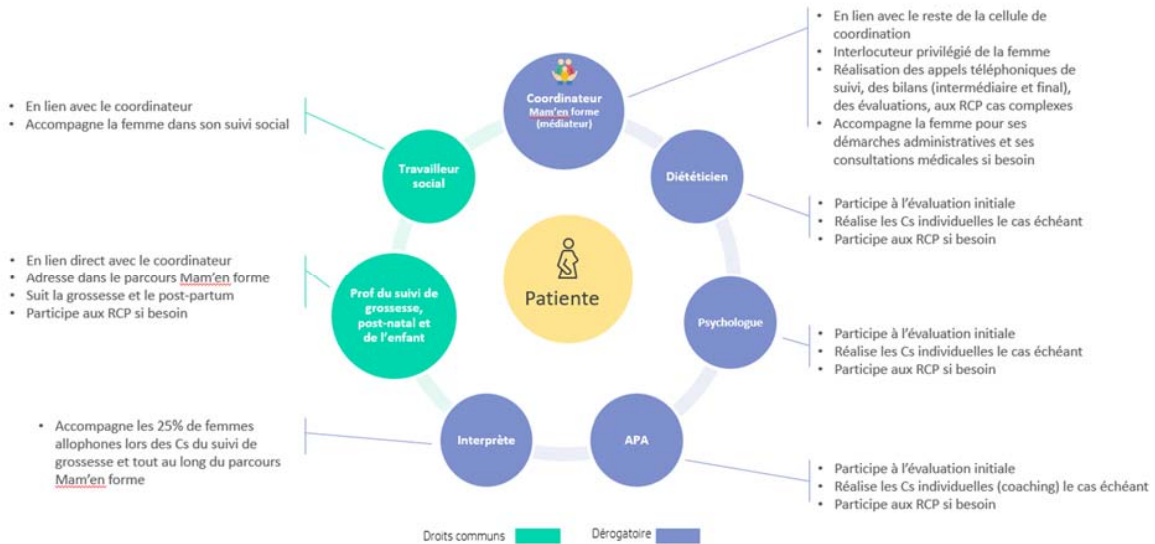 • En lien avec le reste de la cellule de
coordination
• Interlocuteur privilégié de la femme
• Réalisation des appels téléphoniques de
suivi, des bilans (intermédiaire et final),
des évaluations, aux RCP cas complexes
• Accompagne la femme pour ses
démarches administratives et ses
consultations médicales si besoin
Coordinateur
Mam'en forme
(médiateur)
• En lien avec le coordinateur
• Accompagne la femme dans son suivi social
Travailleur
social
Diététicien
• Participe à l'évaluation initiale
• Réalise les Cs individuelles le cas échéant
• Participe aux RCP si besoin
• En lien direct avec le coordinateur
• Adresse dans le parcours Mam'en forme
• Suit la grossesse et le post-partum
• Participe aux RCP si besoin
Prof du suivi de
grossesse,
post-natal et
de l'enfant
Patiente
Psychologue
• Participe à l'évaluation initiale
• Réalise les Cs individuelles le cas échéant
• Participe aux RCP si besoin
• Accompagne les 25% de femmes
allophones lors des Cs du suivi de
grossesse et tout au long du parcours
Mam'en forme
Interprète
APA
• Participe à l'évaluation initiale
• Réalise les Cs individuelles (coaching) le cas échéant
• Participe aux RCP si besoin
Droits communs
Dérogatoire